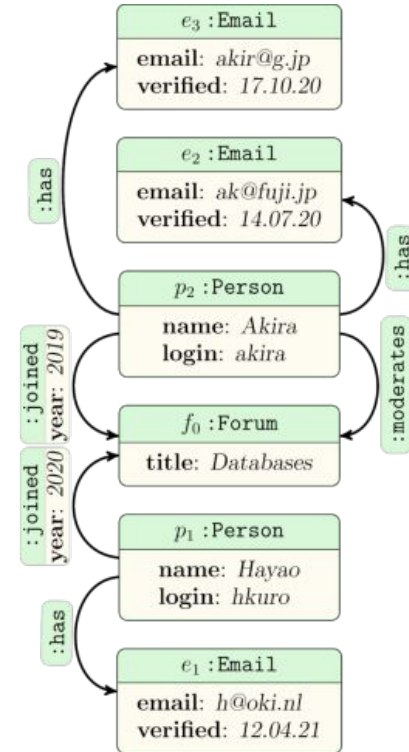 e₃ :Email
email: akir@g.jp
verified: 17.10.20
:has
e₂ :Email
email: ak@fuji.jp
verified: 14.07.20
:has
p₂ :Person
name: Akira
login: akira
:joined
year: 2019
:moderates
f₀ :Forum
title: Databases
:joined
year: 2020
p₁ :Person
name: Hayao
login: hkuro
:has
e₁ :Email
email: h@oki.nl
verified: 12.04.21